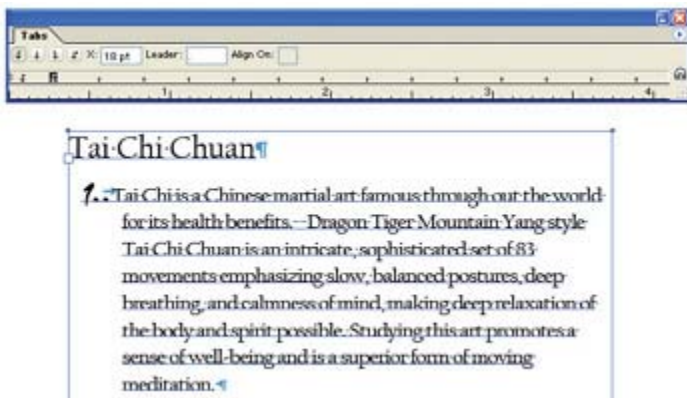 Tabs
X: 18 pt Leader: Align On:
1 2 3 4
Tai Chi Chuan¶
1. Tai Chi is a Chinese martial art famous through out the world
for its health benefits. -- Dragon Tiger Mountain Yang style
Tai Chi Chuan is an intricate, sophisticated set of 83
movements emphasizing slow, balanced postures, deep
breathing, and calmness of mind, making deep relaxation of
the body and spirit possible. Studying this art promotes a
sense of well-being and is a superior form of moving
meditation.¶